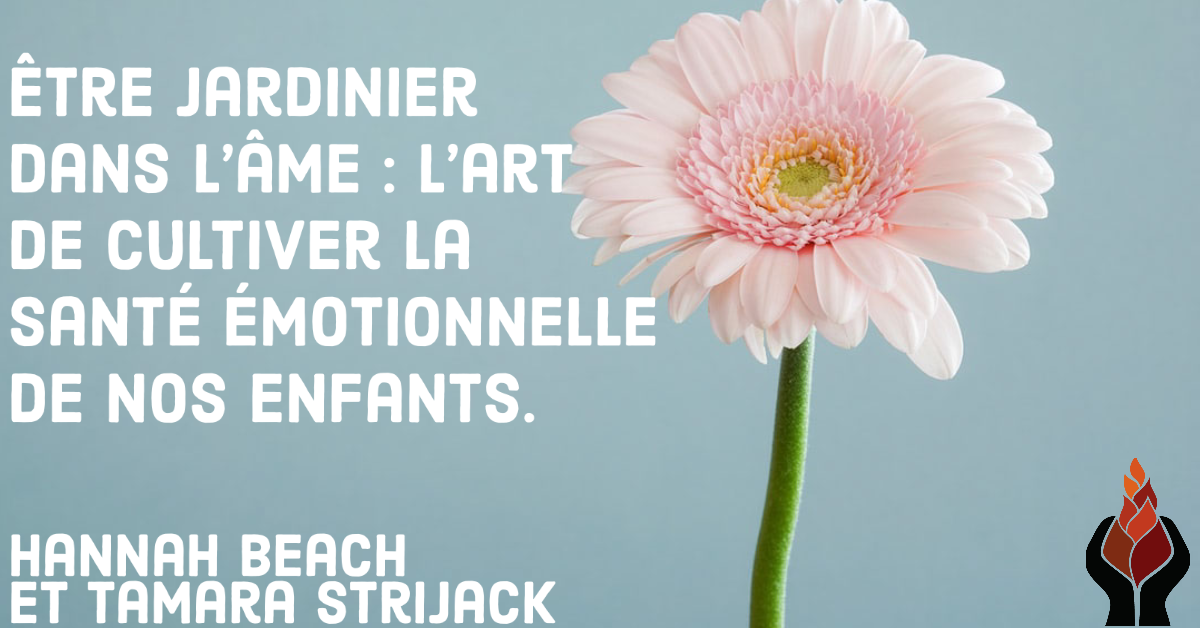 ÊTRE JARDINIER
DANS L'ÂME : L'ART
DE CULTIVER LA
SANTÉ ÉMOTIONNELLE
DE NOS ENFANTS.
HANNAH BEACH
ET TAMARA STRIJACK